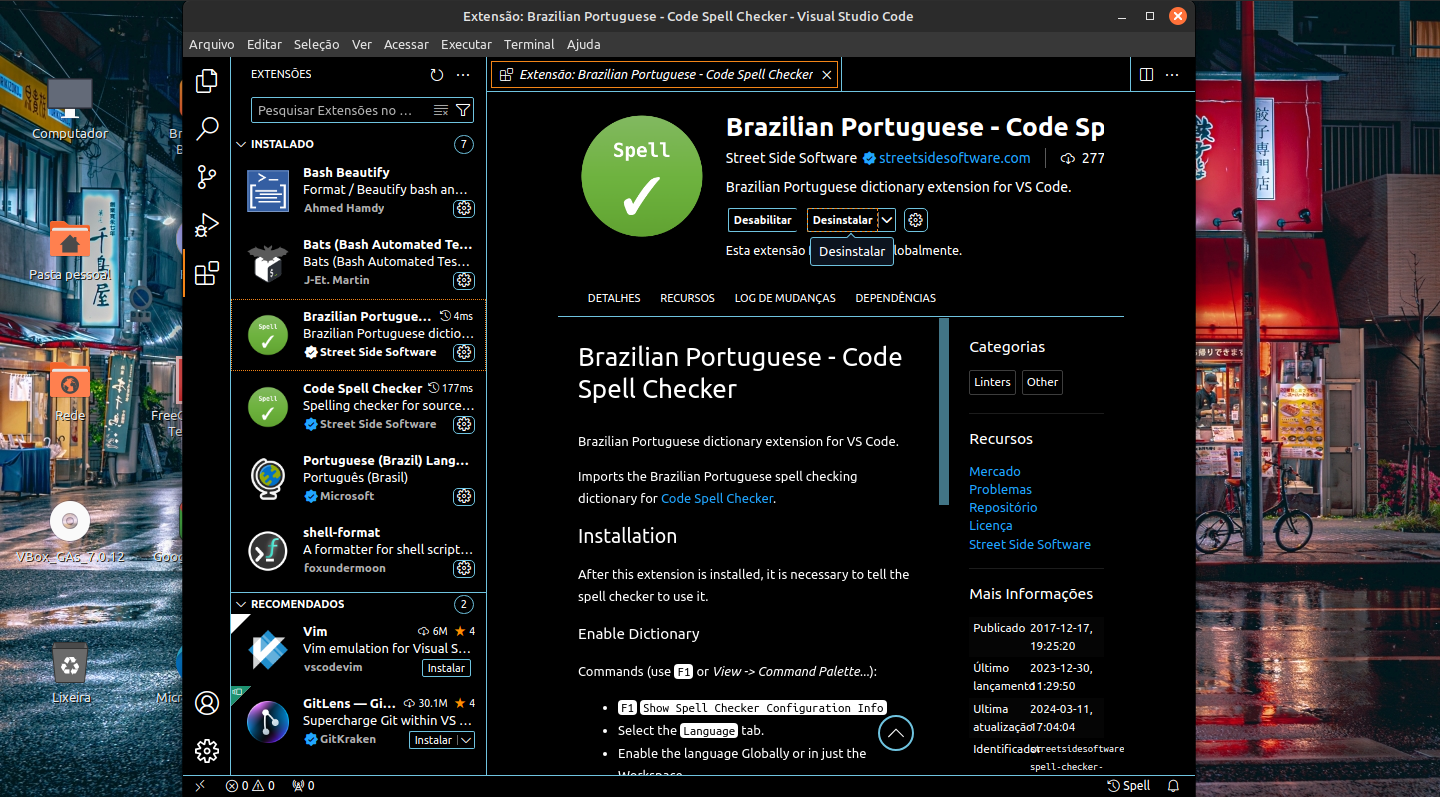 Extensão: Brazilian Portuguese - Code Spell Checker - Visual Studio Code
Arquivo Editar Seleção Ver Acessar Executar Terminal Ajuda
Computador
Pasta pessoal
Rede
VBox_GAs_7.0.12
Lixeira
EXTENSÕES
Pesquisar Extensões no ...
INSTALADO 7
Bash Beautify
Format / Beautify bash an...
Ahmed Hamdy
Bats (Bash Automated Te...
Bats (Bash Automated Tes...
J-Et. Martin
Brazilian Portugue... 4ms
Brazilian Portuguese dictio...
Street Side Software
Code Spell Checker 177ms
Spelling checker for source...
Street Side Software
Portuguese (Brazil) Lang...
Português (Brasil)
Microsoft
shell-format
A formatter for shell script...
foxundermoon
RECOMENDADOS 2
Vim 6M 4
Vim emulation for Visual S...
vscodevim Instalar
GitLens — Gi... 30.1M 4
Supercharge Git within VS ...
GitKraken Instalar
Extensão: Brazilian Portuguese - Code Spell Checker
Spell
Brazilian Portuguese - Code Sp
Street Side Software streetsidesoftware.com 277
Brazilian Portuguese dictionary extension for VS Code.
Desabilitar Desinstalar
Esta extensão lobalmente.
Desinstalar
DETALHES RECURSOS LOG DE MUDANÇAS DEPENDÊNCIAS
Brazilian Portuguese - Code
Spell Checker
Brazilian Portuguese dictionary extension for VS Code.
Imports the Brazilian Portuguese spell checking
dictionary for Code Spell Checker.
Installation
After this extension is installed, it is necessary to tell the
spell checker to use it.
Enable Dictionary
Commands (use F1 or View -> Command Palette...):
• F1 Show Spell Checker Configuration Info
• Select the Language tab.
• Enable the language Globally or in just the
Workspace
Categorias
Linters Other
Recursos
Mercado
Problemas
Repositório
Licença
Street Side Software
Mais Informações
Publicado 2017-12-17,
19:25:20
Último 2023-12-30,
lançamento 11:29:50
Ultima 2024-03-11,
atualização 17:04:04
Identificador streetsidesoftware
spell-checker-
0 0 0
Spell